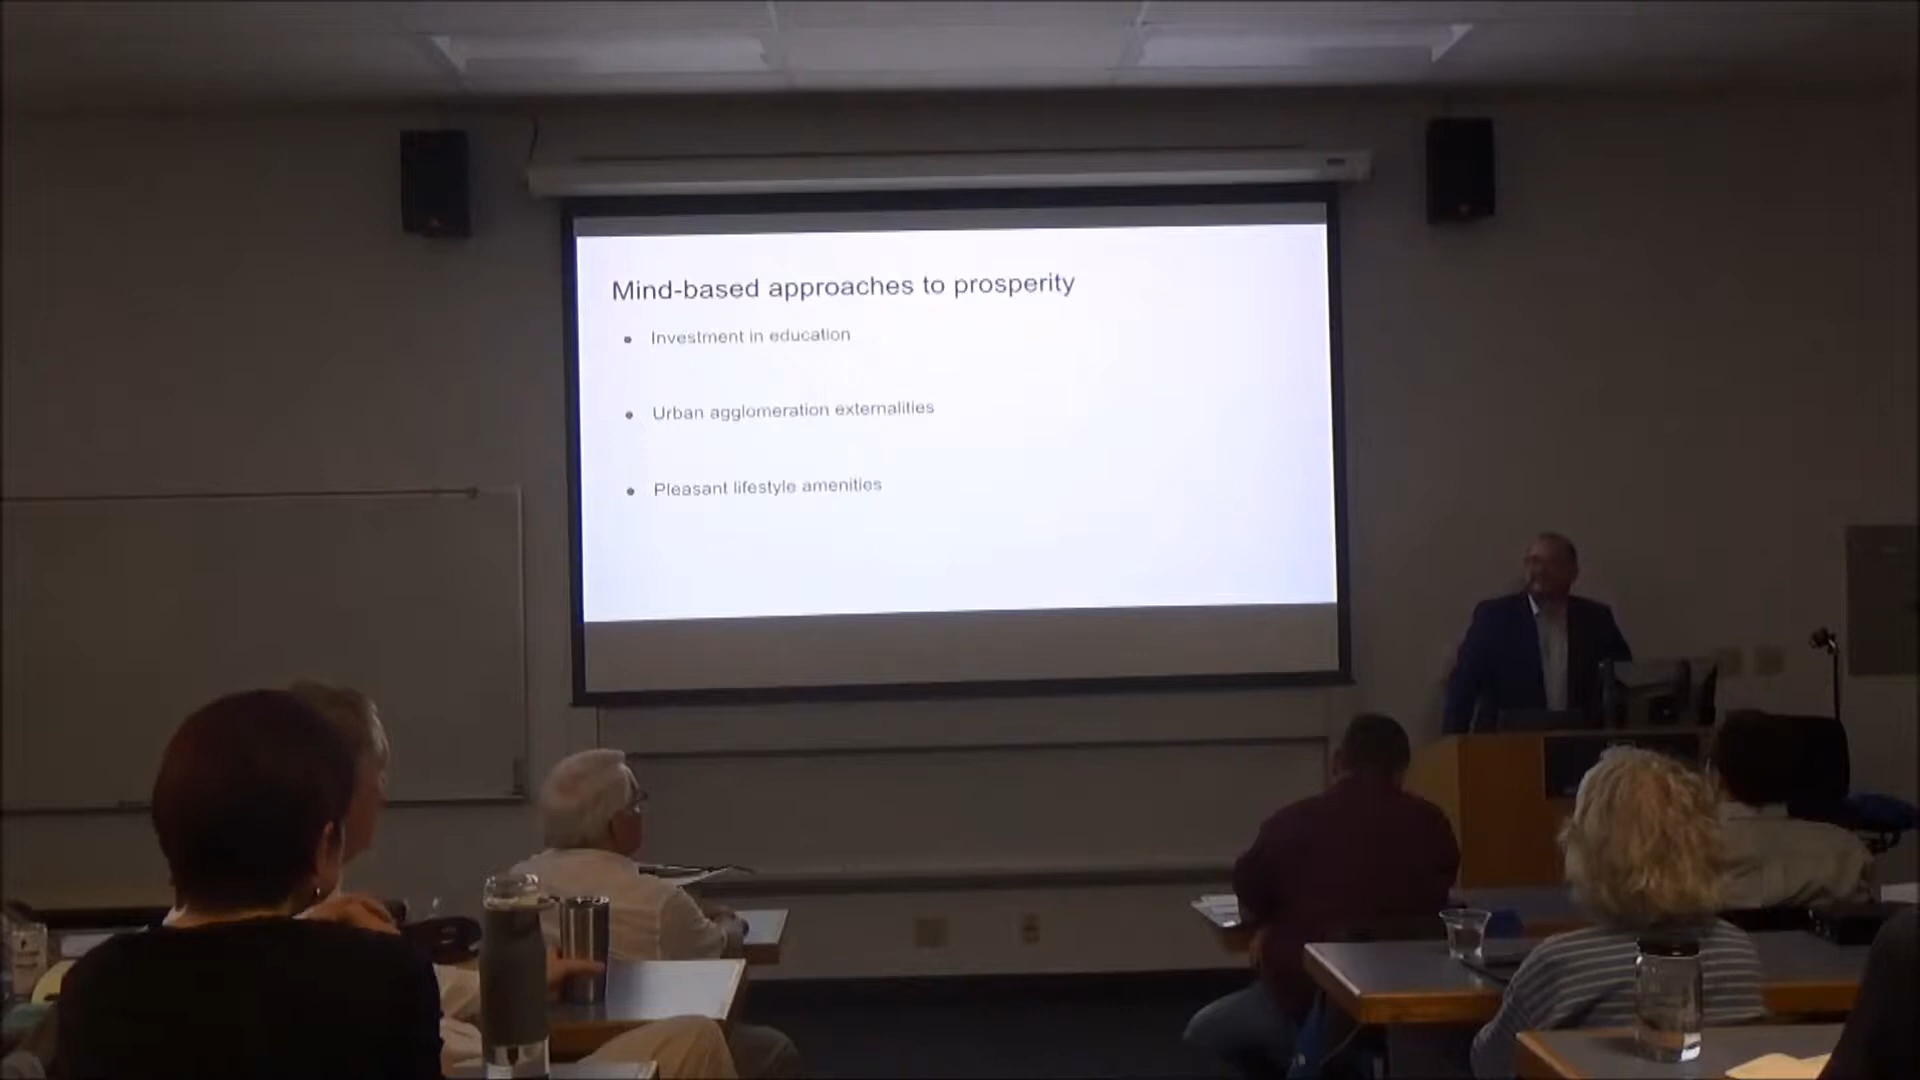 Mind-based approaches to prosperity
● Investment in education
● Urban agglomeration externalities
● Pleasant lifestyle amenities